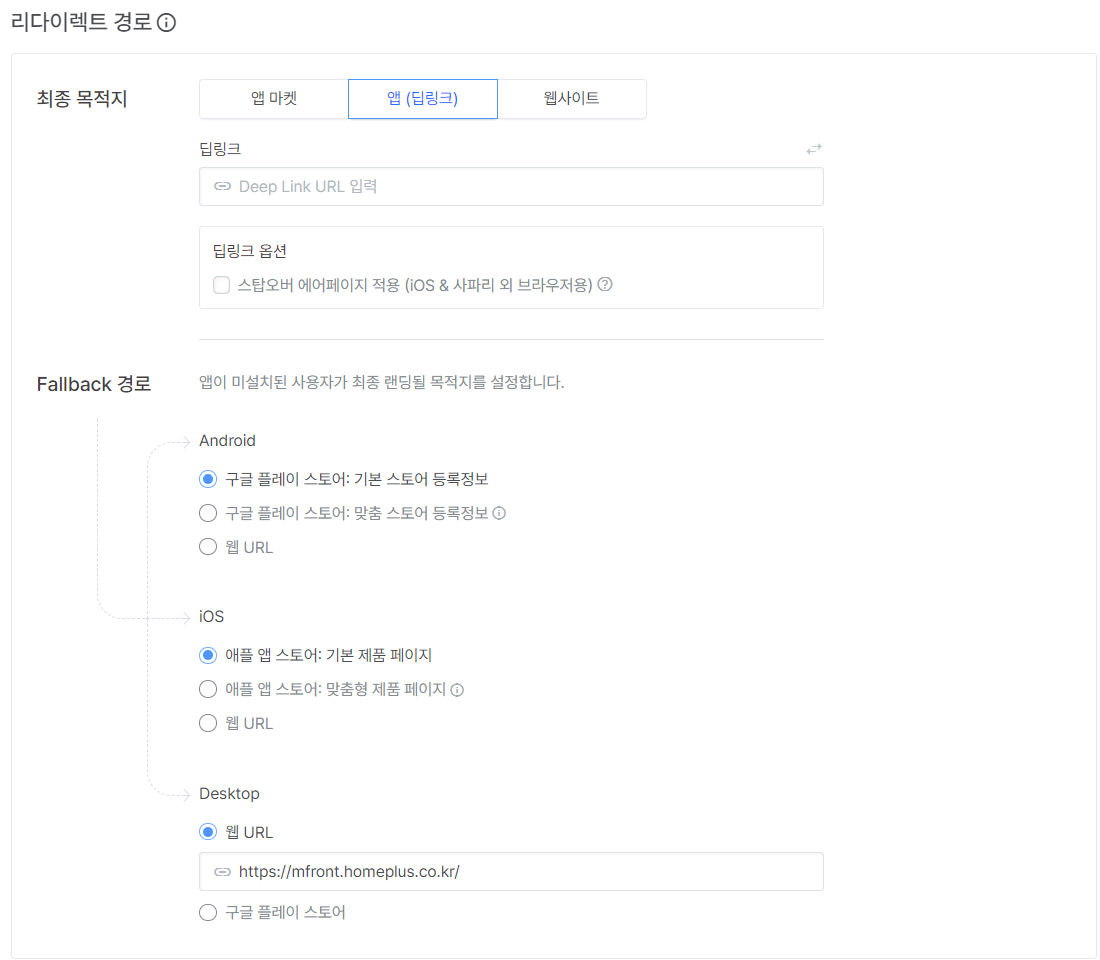 리다이렉트 경로
최종 목적지
앱 마켓
앱 (딥링크)
웹사이트
딥링크
Deep Link URL 입력
딥링크 옵션
스탑오버 에어페이지 적용 (iOS & 사파리 외 브라우저용)
Fallback 경로
앱이 미설치된 사용자가 최종 랜딩될 목적지를 설정합니다.
Android
구글 플레이 스토어: 기본 스토어 등록정보
구글 플레이 스토어: 맞춤 스토어 등록정보
웹 URL
iOS
애플 앱 스토어: 기본 제품 페이지
애플 앱 스토어: 맞춤형 제품 페이지
웹 URL
Desktop
웹 URL
https://mfront.homeplus.co.kr/
구글 플레이 스토어